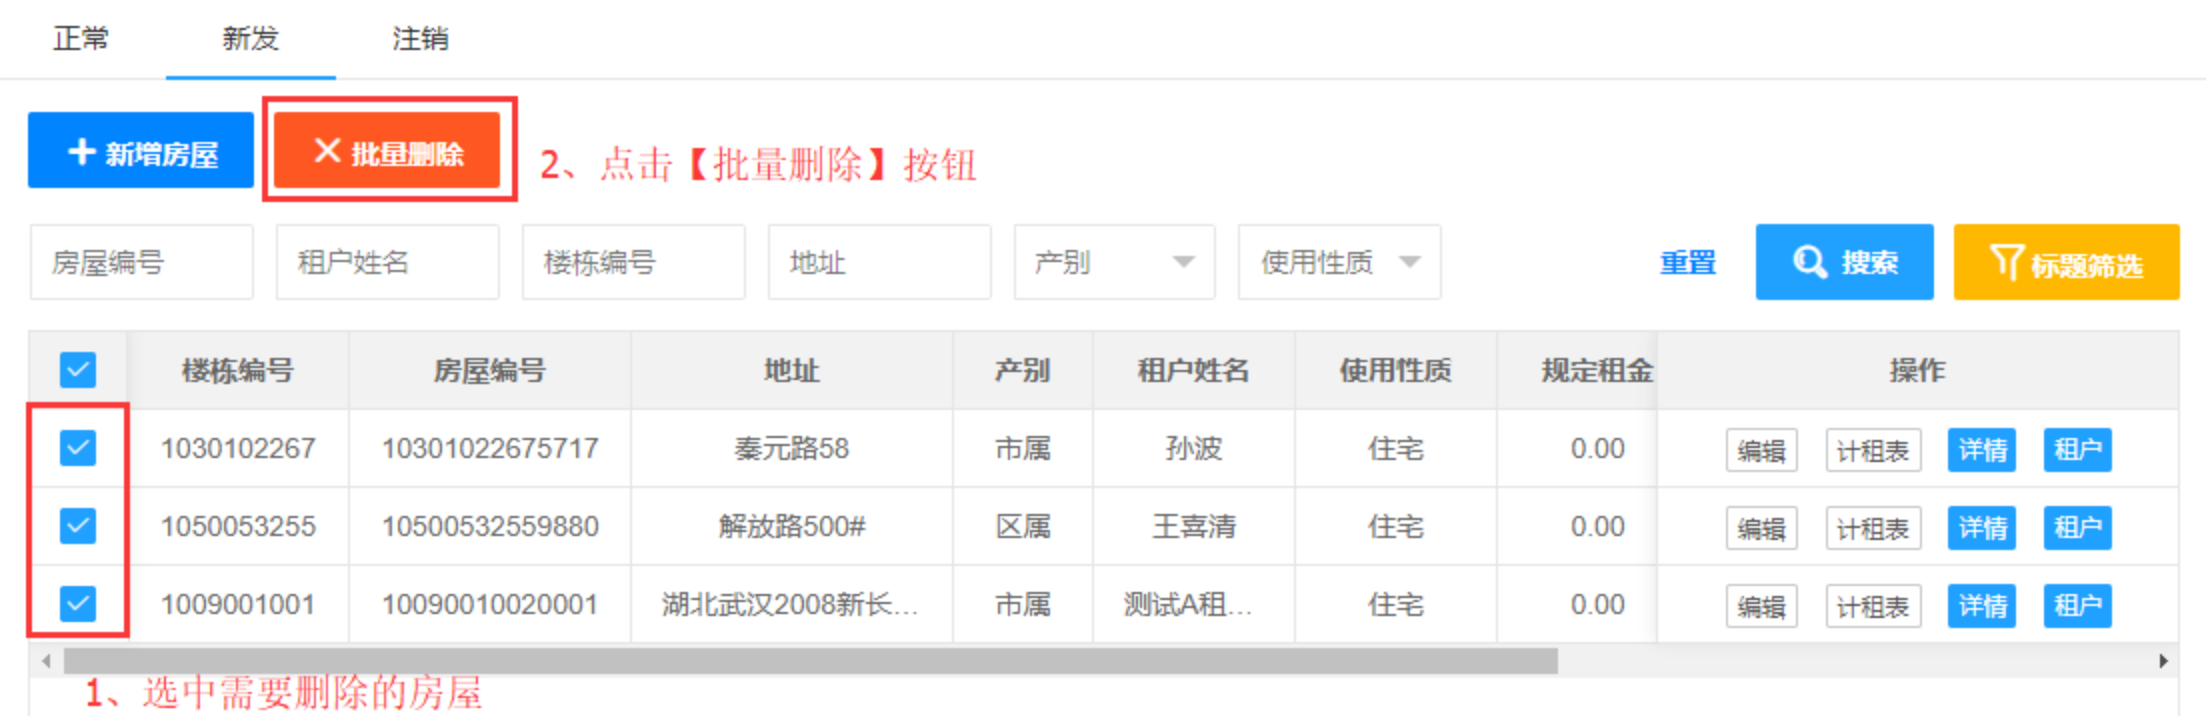 正常 新发 注销
新增房屋 批量删除 2、点击【批量删除】按钮
房屋编号 租户姓名 楼栋编号 地址 产别 使用性质 重置 搜索 标题筛选
楼栋编号 房屋编号 地址 产别 租户姓名 使用性质 规定租金 操作
1030102267 10301022675717 秦元路58 市属 孙波 住宅 0.00 编辑 计租表 详情 租户
1050053255 10500532559880 解放路500# 区属 王喜清 住宅 0.00 编辑 计租表 详情 租户
1009001001 10090010020001 湖北武汉2008新长... 市属 测试A租... 住宅 0.00 编辑 计租表 详情 租户
1、选中需要删除的房屋